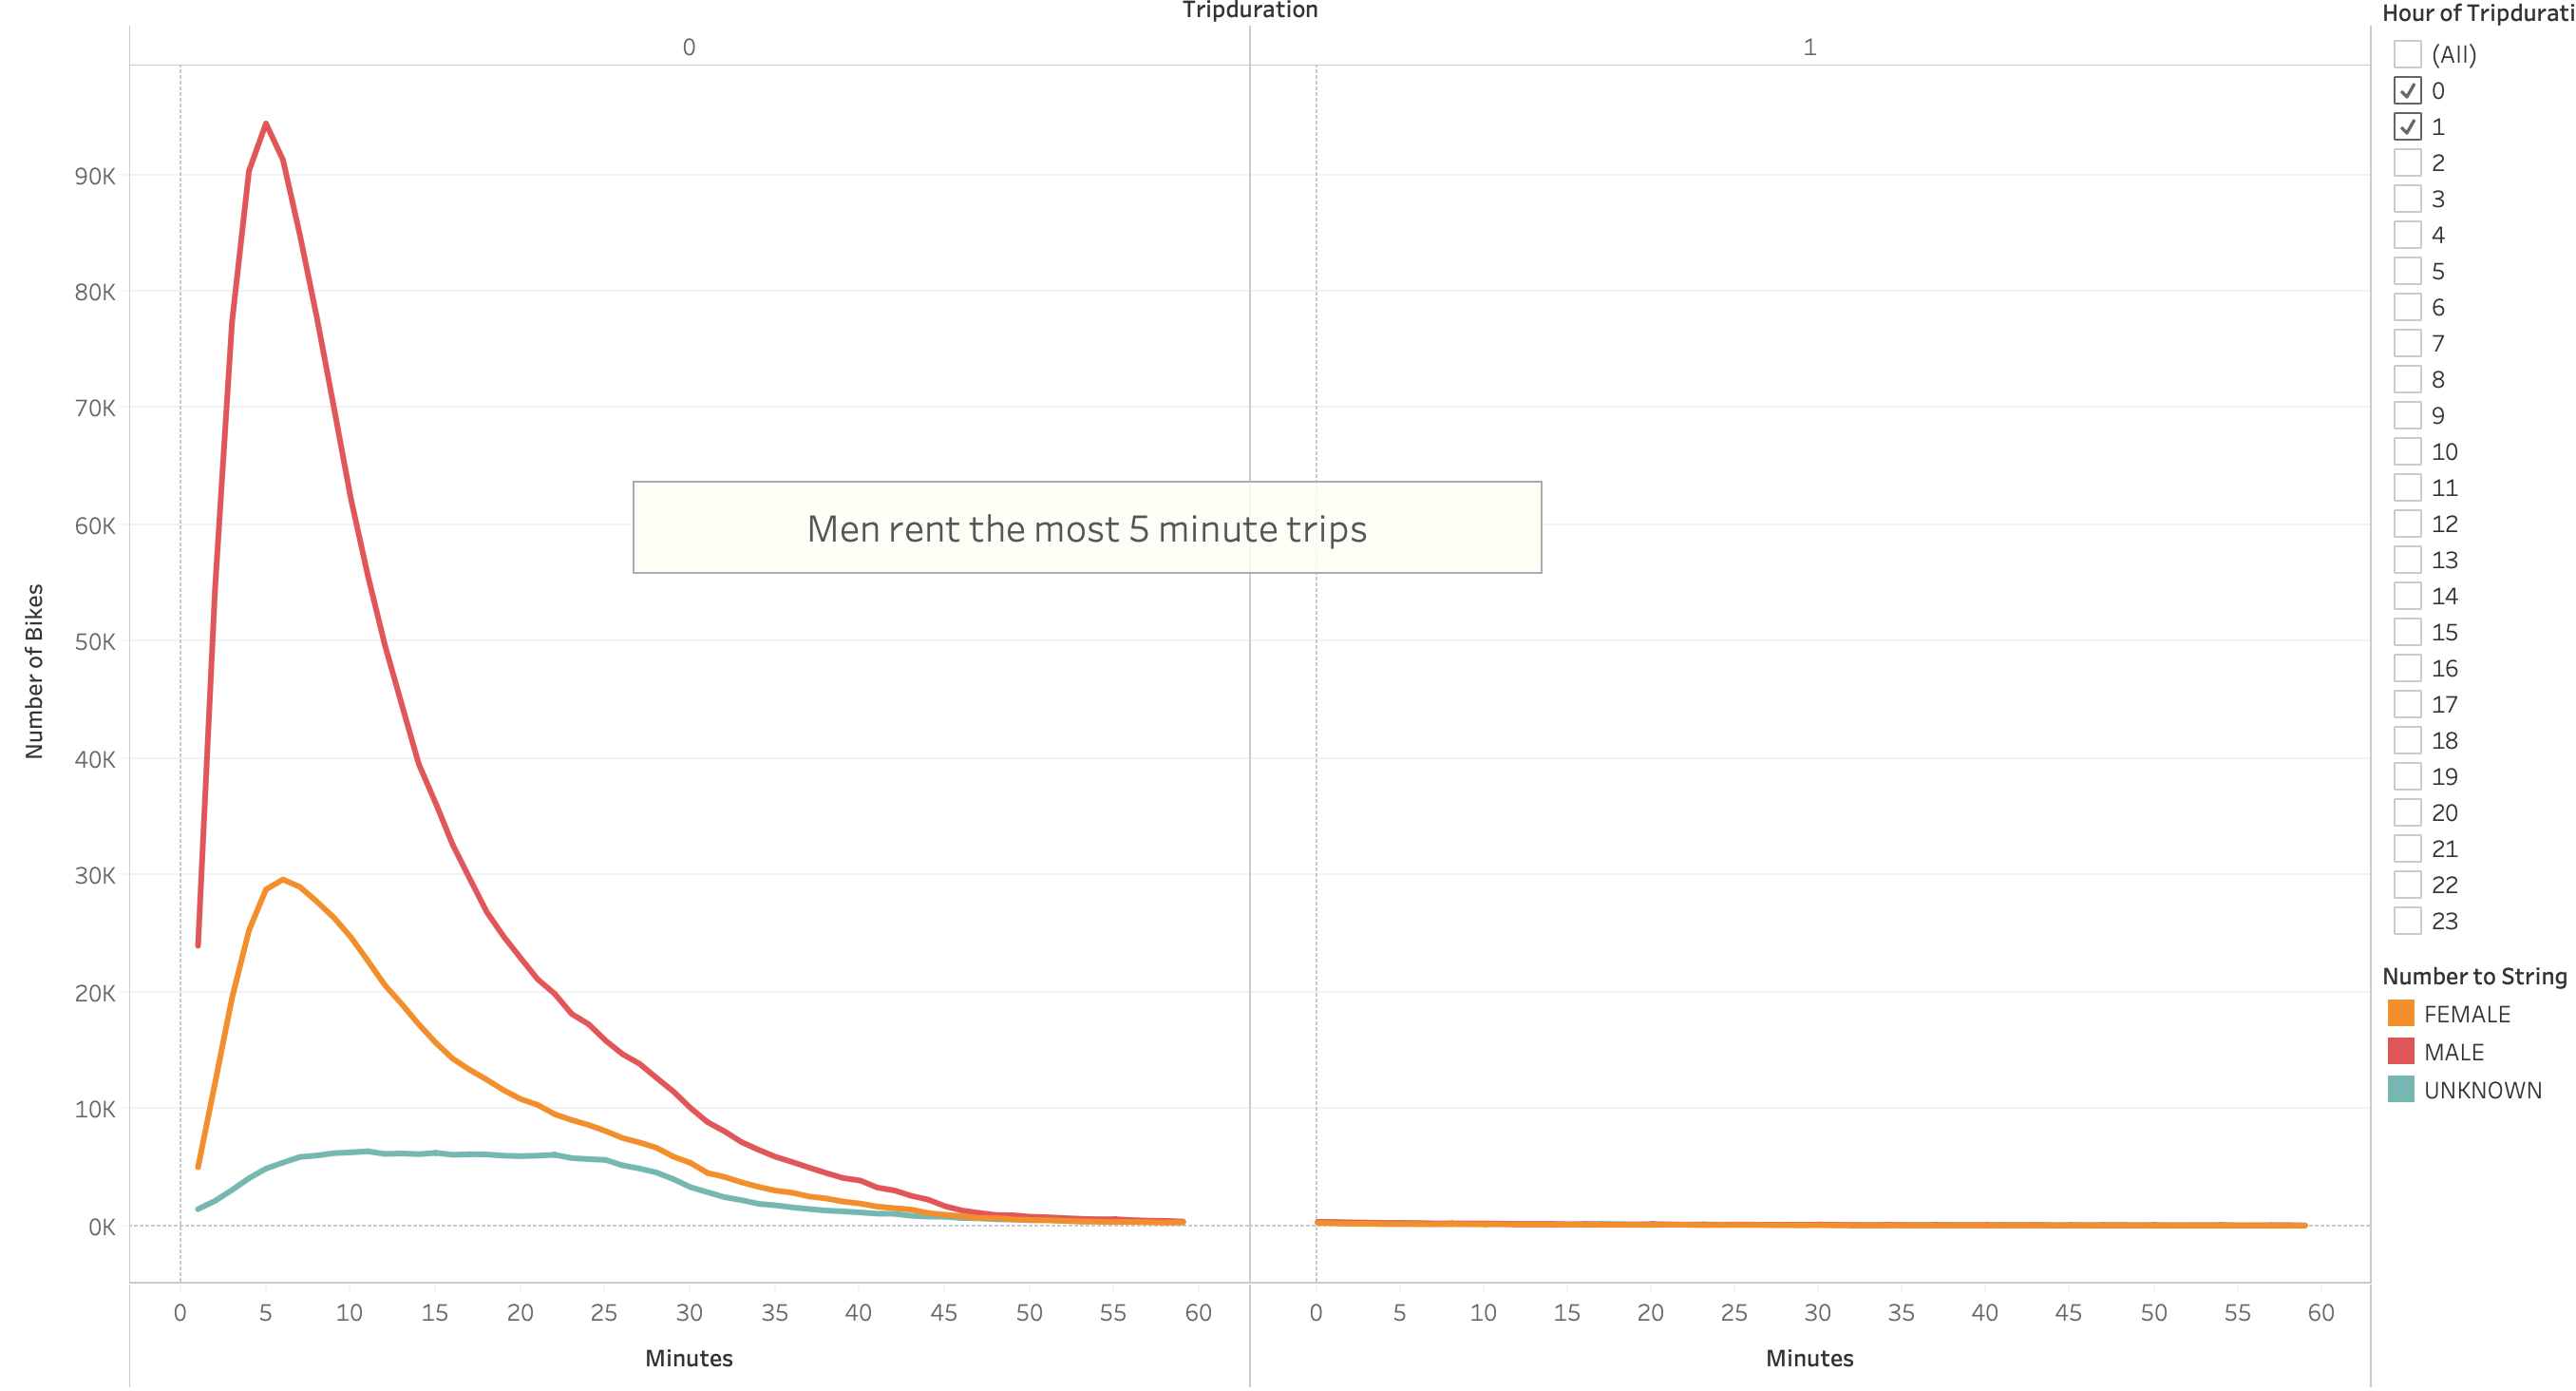 Tripduration
0
1
90K
80K
70K
60K
50K
40K
30K
20K
10K
0K
Number of Bikes
Men rent the most 5 minute trips
0 5 10 15 20 25 30 35 40 45 50 55 60
0 5 10 15 20 25 30 35 40 45 50 55 60
Minutes
Minutes
Hour of Tripdurati
(All)
0
1
2
3
4
5
6
7
8
9
10
11
12
13
14
15
16
17
18
19
20
21
22
23
Number to String
FEMALE
MALE
UNKNOWN